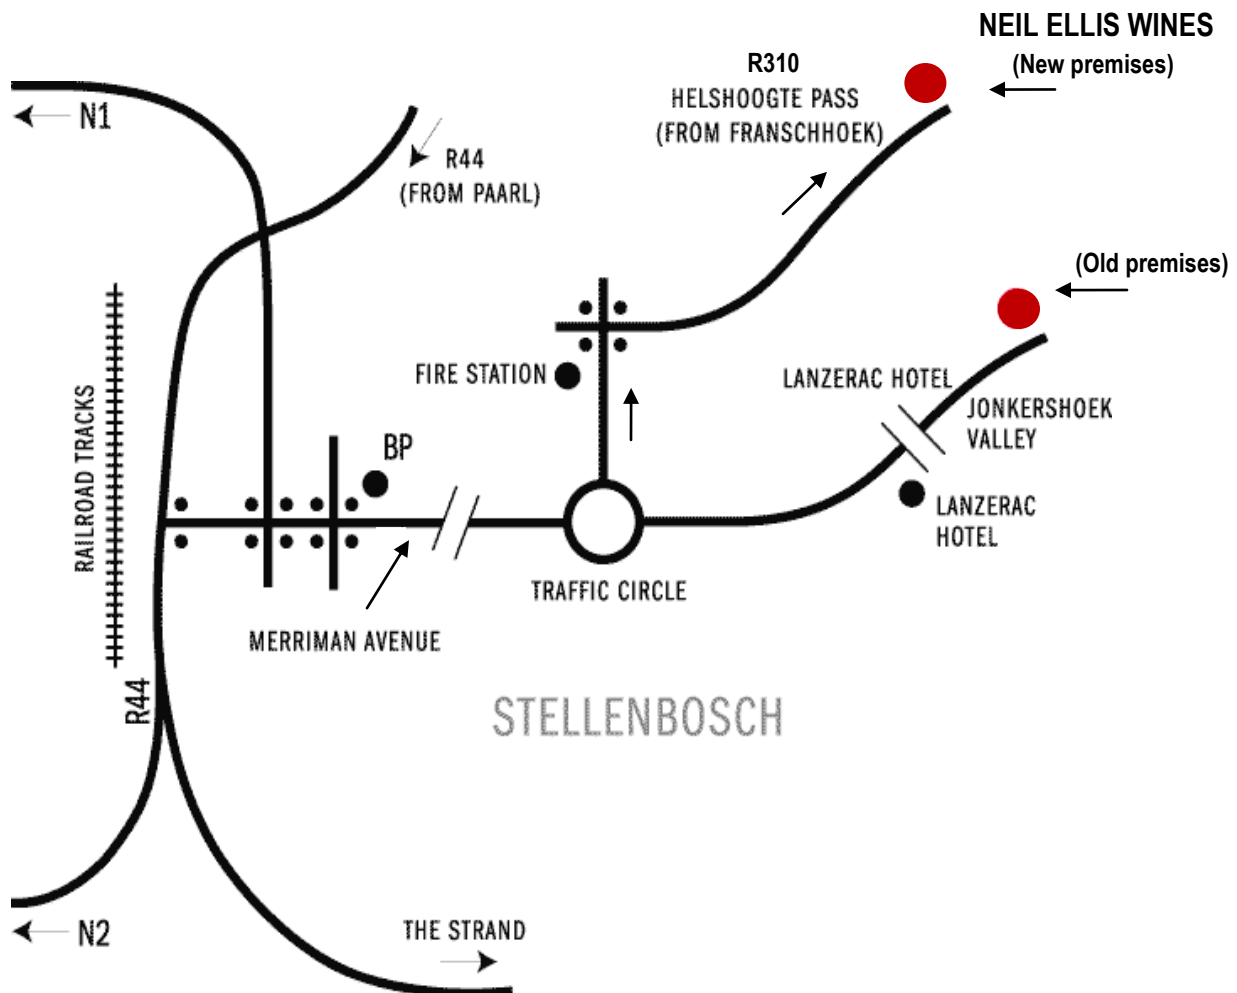 NEIL ELLIS WINES
(New premises)
R310
HELSHOOGTE PASS
(FROM FRANSCHHOEK)
N1
R44
(FROM PAARL)
(Old premises)
FIRE STATION
LANZERAC HOTEL
JONKERSHOEK
VALLEY
RAILROAD TRACKS
BP
LANZERAC
HOTEL
TRAFFIC CIRCLE
MERRIMAN AVENUE
R44
STELLENBOSCH
THE STRAND
N2